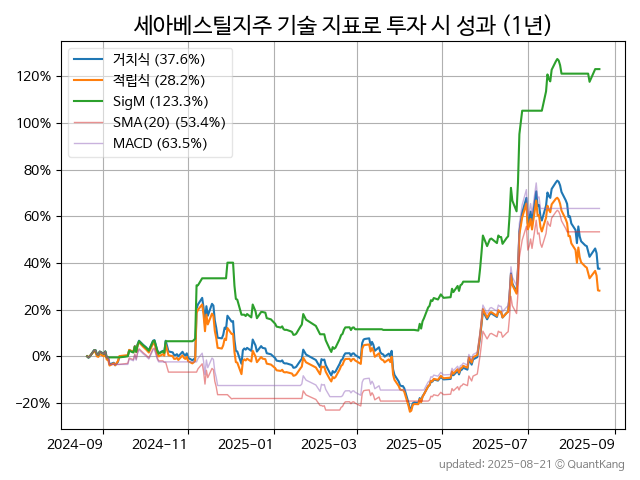 세아베스틸지주 기술 지표로 투자 시 성과 (1년)
거치식 (37.6%)
적립식 (28.2%)
SigM (123.3%)
SMA(20) (53.4%)
MACD (63.5%)
120%
100%
80%
60%
40%
20%
0%
−20%
2024-09 2024-11 2025-01 2025-03 2025-05 2025-07 2025-09
updated: 2025-08-21 © QuantKang